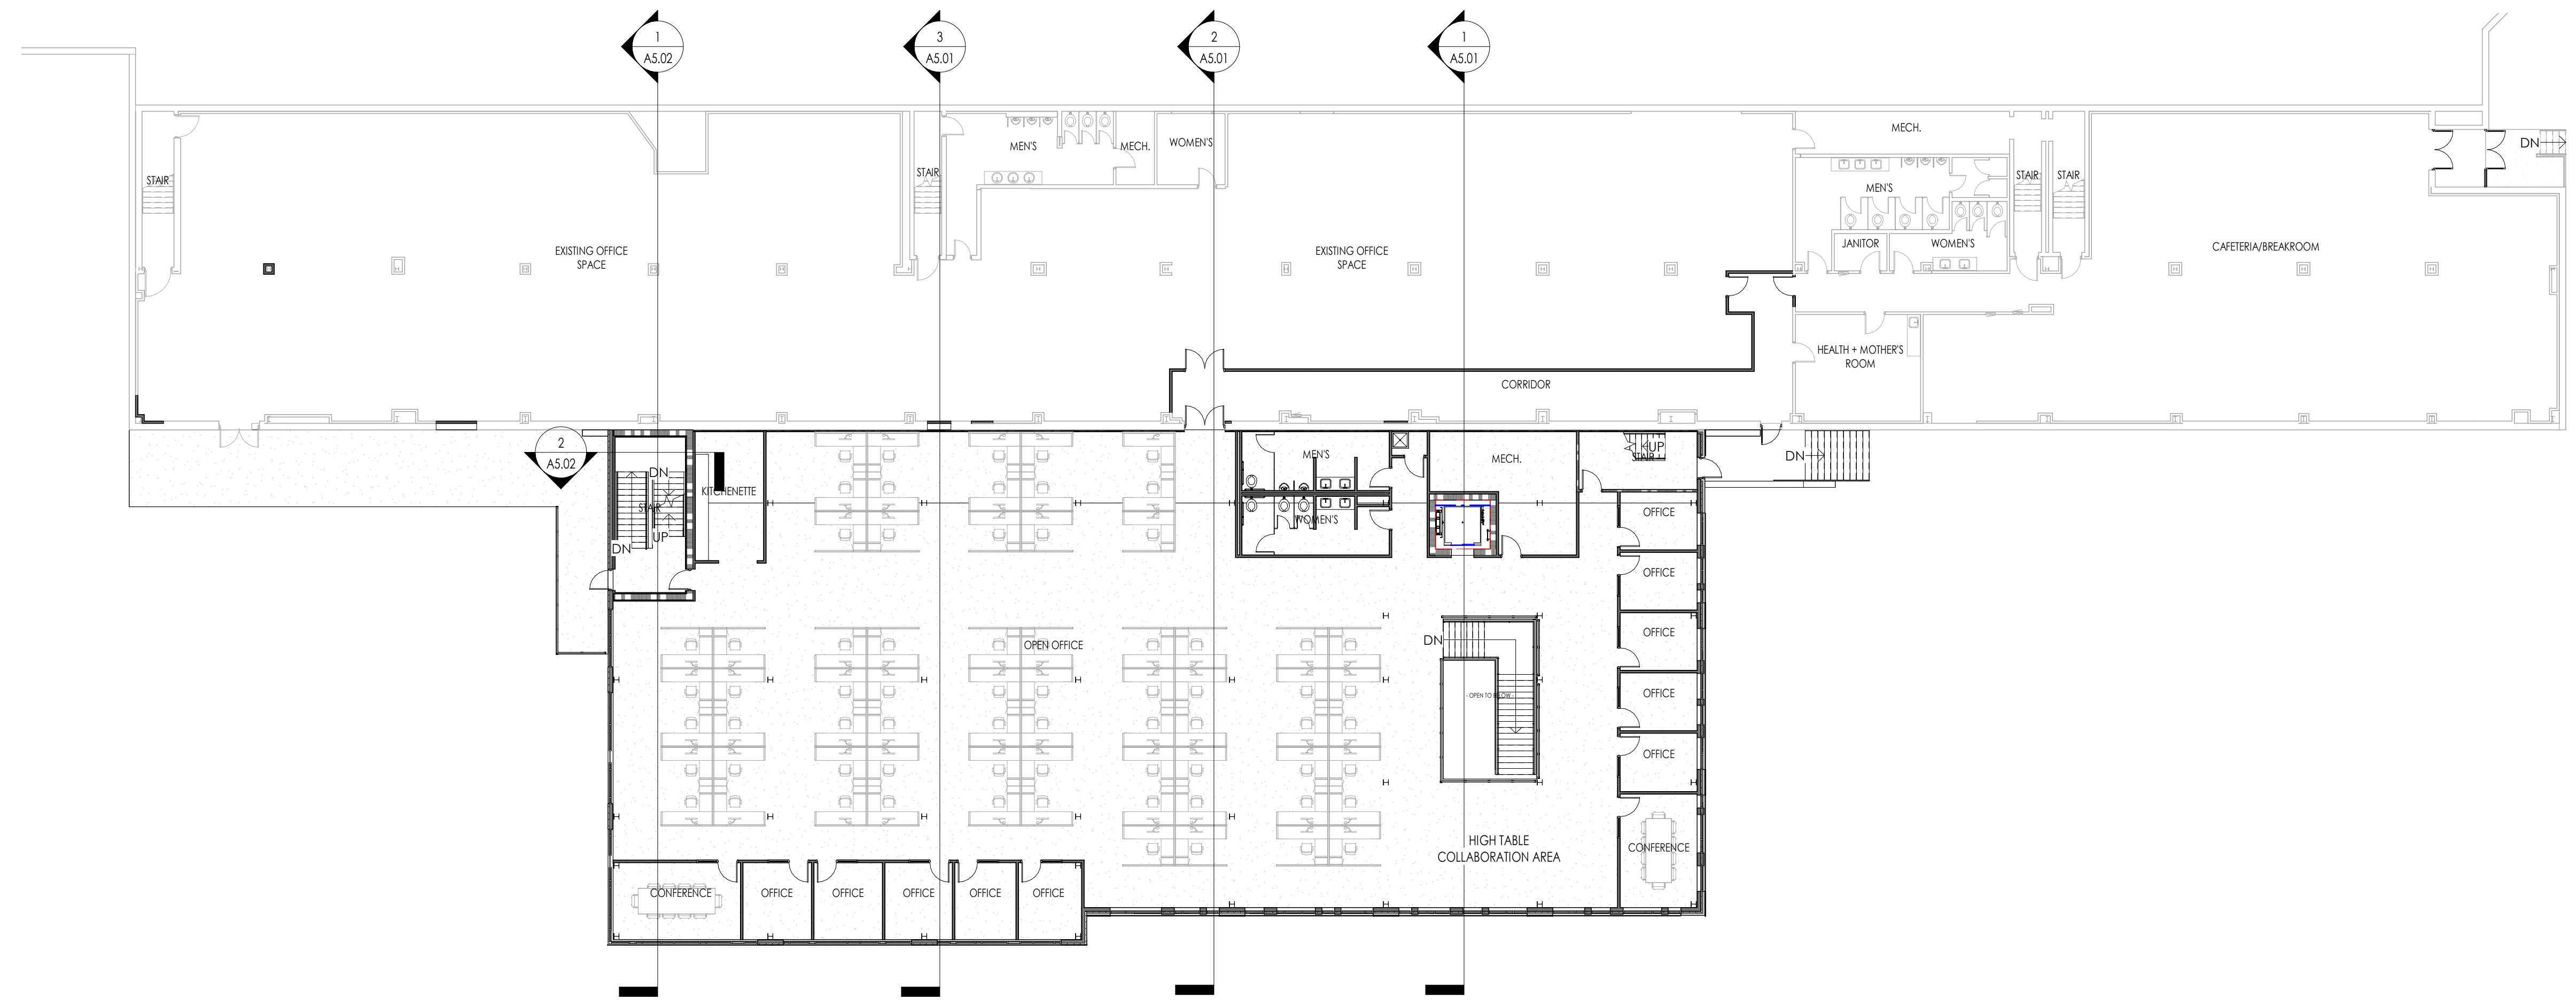 1
A5.02
3
A5.01
2
A5.01
1
A5.01
MEN'S
MECH.
WOMEN'S
MECH.
DN
STAIR
STAIR
MEN'S
STAIR
STAIR
JANITOR
WOMEN'S
EXISTING OFFICE
SPACE
EXISTING OFFICE
SPACE
CAFETERIA/BREAKROOM
HEALTH + MOTHER'S
ROOM
CORRIDOR
2
A5.02
DN
STAIR
UP
DN
KITCHENETTE
MEN'S
WOMEN'S
MECH.
UP
STAIR
DN
OFFICE
OFFICE
OFFICE
OFFICE
OFFICE
OPEN OFFICE
DN
- OPEN TO BELOW -
HIGH TABLE
COLLABORATION AREA
CONFERENCE
CONFERENCE
OFFICE
OFFICE
OFFICE
OFFICE
OFFICE